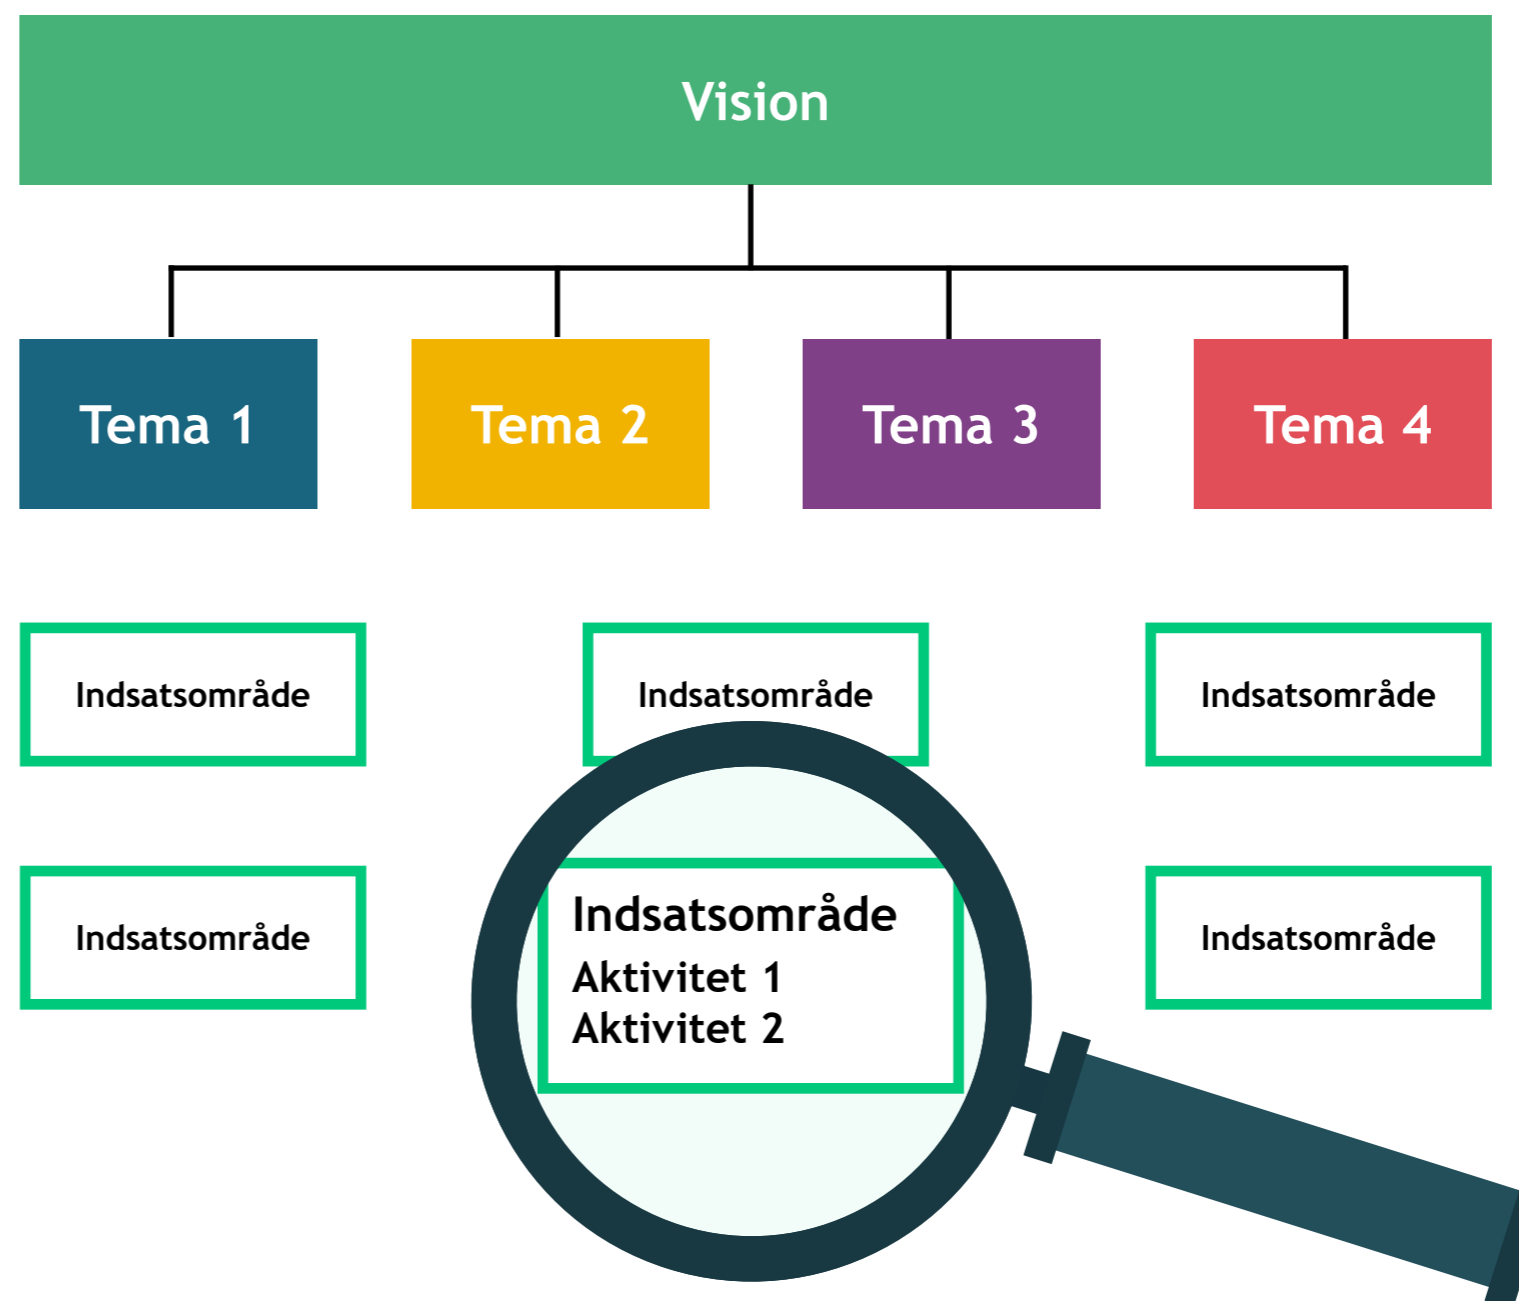 Vision
Tema 1
Tema 2
Tema 3
Tema 4
Indsatsområde
Indsatsområde
Indsatsområde
Indsatsområde
Indsatsområde
Aktivitet 1
Aktivitet 2
Indsatsområde